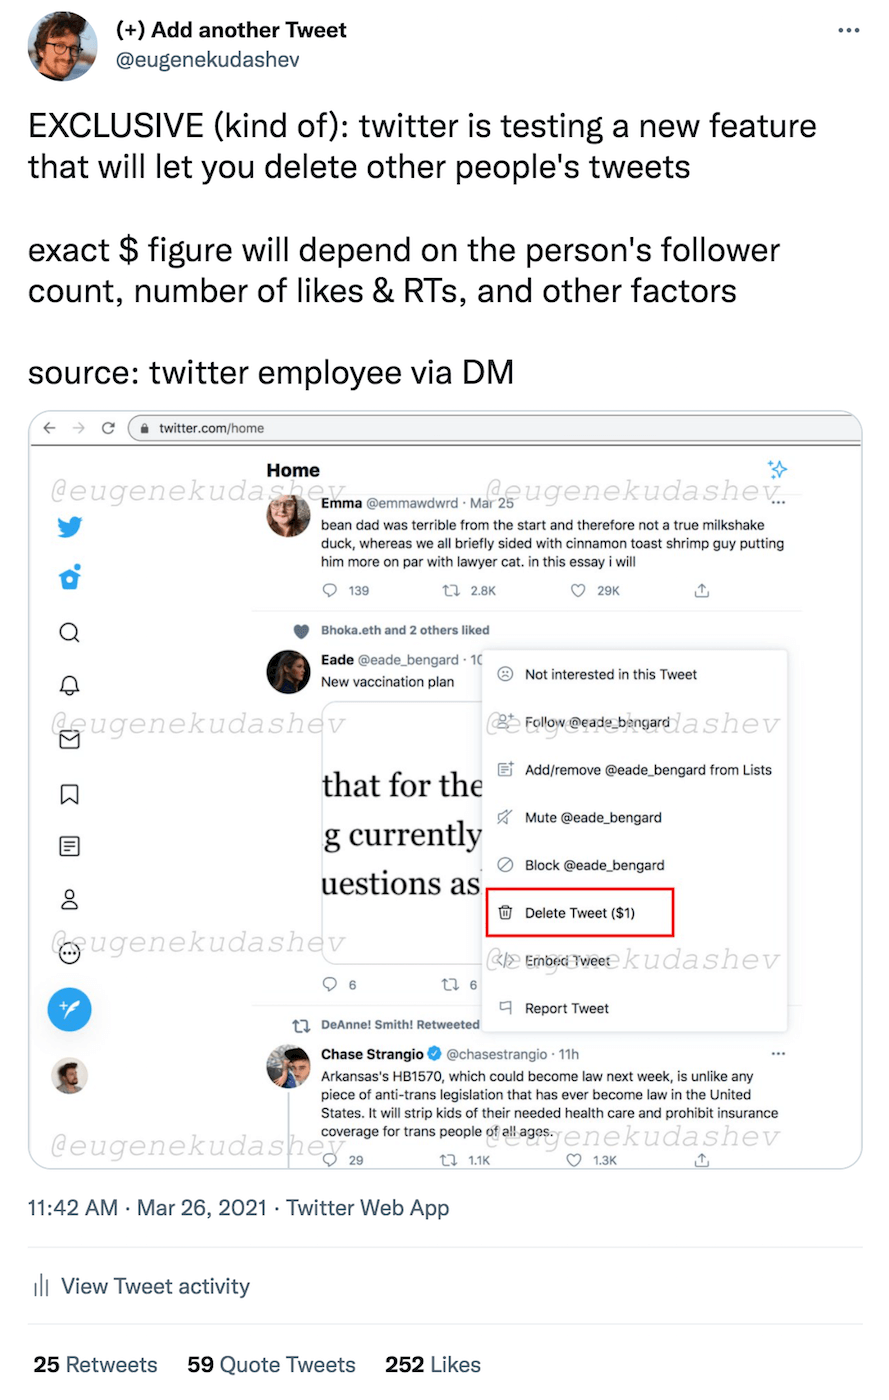 (+) Add another Tweet
@eugenekudashev
EXCLUSIVE (kind of): twitter is testing a new feature
that will let you delete other people's tweets
exact $ figure will depend on the person's follower
count, number of likes & RTs, and other factors
source: twitter employee via DM
twitter.com/home
Home
@eugenekudashev @eugenekudashev
Emma @emmawdwrd · Mar 25
bean dad was terrible from the start and therefore not a true milkshake
duck, whereas we all briefly sided with cinnamon toast shrimp guy putting
him more on par with lawyer cat. in this essay i will
139 2.8K 29K
Bhoka.eth and 2 others liked
Eade @eade_bengard · 10
New vaccination plan
that for the
g currently
uestions as
Not interested in this Tweet
@eugenekudashev @eugenekudashev
Follow @eade_bengard
Add/remove @eade_bengard from Lists
Mute @eade_bengard
Block @eade_bengard
Delete Tweet ($1)
@eugenekudashev @eugenekudashev
Embed Tweet
Report Tweet
6 6
DeAnne! Smith! Retweeted
Chase Strangio @chasestrangio · 11h
Arkansas's HB1570, which could become law next week, is unlike any
piece of anti-trans legislation that has ever become law in the United
States. It will strip kids of their needed health care and prohibit insurance
coverage for trans people of all ages.
@eugenekudashev @eugenekudashev
29 1.1K 1.3K
11:42 AM · Mar 26, 2021 · Twitter Web App
View Tweet activity
25 Retweets 59 Quote Tweets 252 Likes